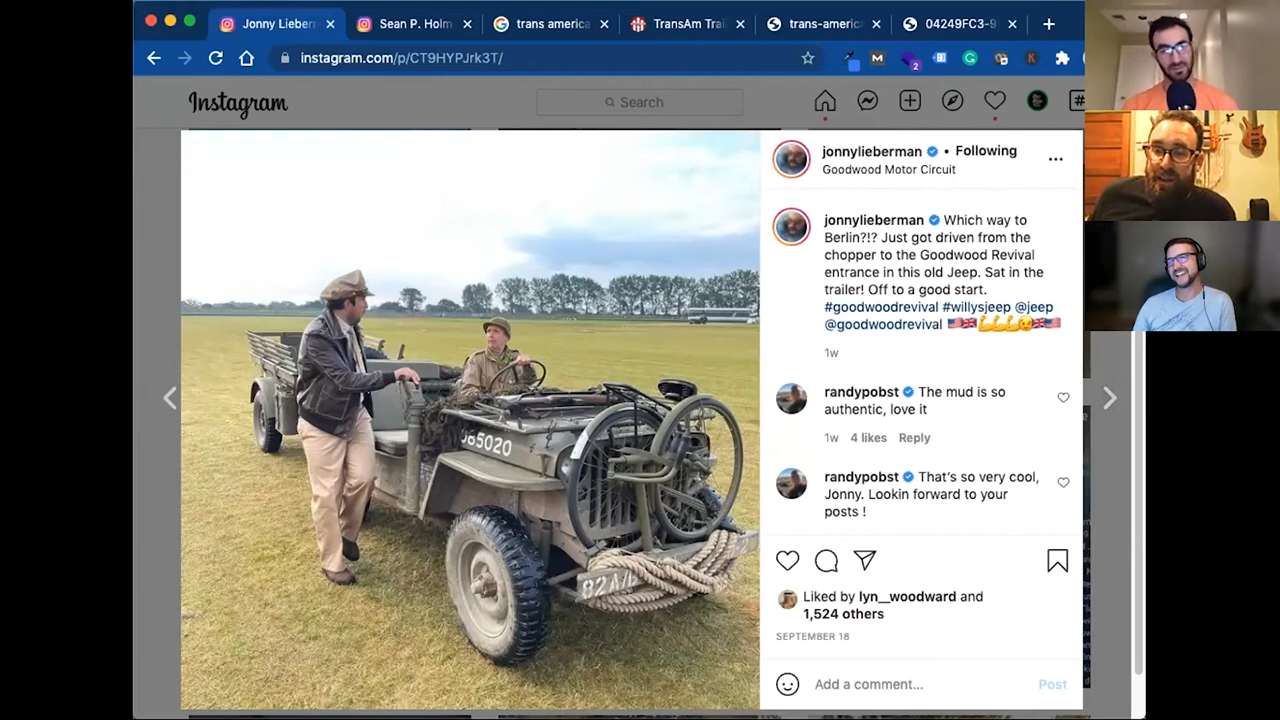 Jonny Lieber
Sean P. Holm
trans america
TransAm Tra
trans-americ
04249FC3-9
instagram.com/p/CT9HYPJrk3T/
M
2
K
Instagram
Search
#
jonnylieberman • Following
Goodwood Motor Circuit
jonnylieberman Which way to
Berlin?!? Just got driven from the
chopper to the Goodwood Revival
entrance in this old Jeep. Sat in the
trailer! Off to a good start.
#goodwoodrevival #willysjeep @jeep
@goodwoodrevival 🇺🇸🇬🇧💪💪💪😉🇬🇧🇺🇸
1w
randypobst The mud is so
authentic, love it
1w 4 likes Reply
randypobst That's so very cool,
Jonny. Lookin forward to your
posts !
Liked by lyn__woodward and
1,524 others
SEPTEMBER 18
Add a comment... Post
085020
82A/B